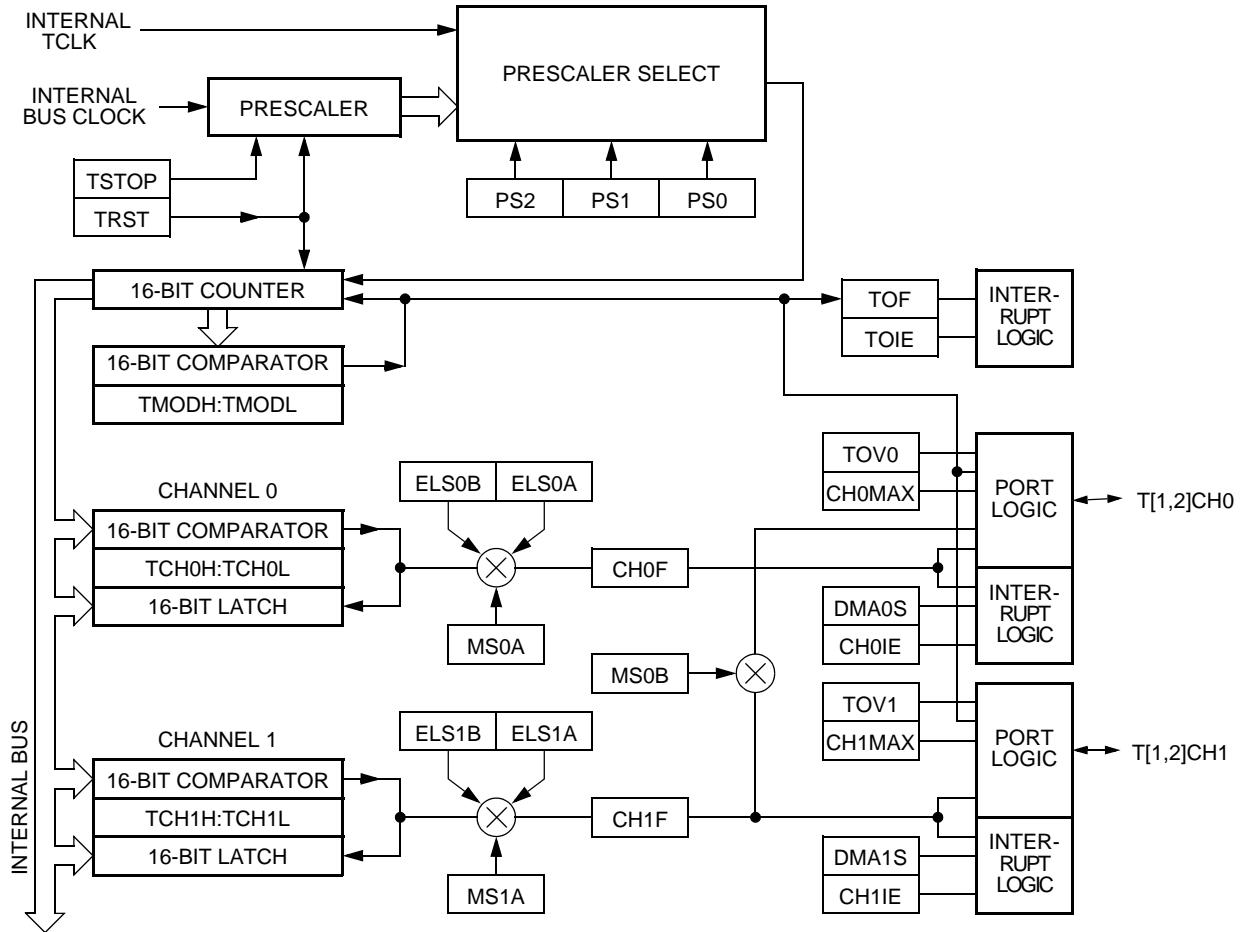 INTERNAL
TCLK
PRESCALER SELECT
INTERNAL
BUS CLOCK
PRESCALER
TSTOP
TRST
PS2
PS1
PS0
16-BIT COUNTER
16-BIT COMPARATOR
TMODH:TMODL
TOF
TOIE
INTER-
RUPT
LOGIC
CHANNEL 0
16-BIT COMPARATOR
TCH0H:TCH0L
16-BIT LATCH
ELS0B
ELS0A
MS0A
CH0F
MS0B
TOV0
CH0MAX
PORT
LOGIC
T[1,2]CH0
DMA0S
CH0IE
INTER-
RUPT
LOGIC
CHANNEL 1
16-BIT COMPARATOR
TCH1H:TCH1L
16-BIT LATCH
ELS1B
ELS1A
MS1A
CH1F
TOV1
CH1MAX
PORT
LOGIC
T[1,2]CH1
DMA1S
CH1IE
INTER-
RUPT
LOGIC
INTERNAL BUS